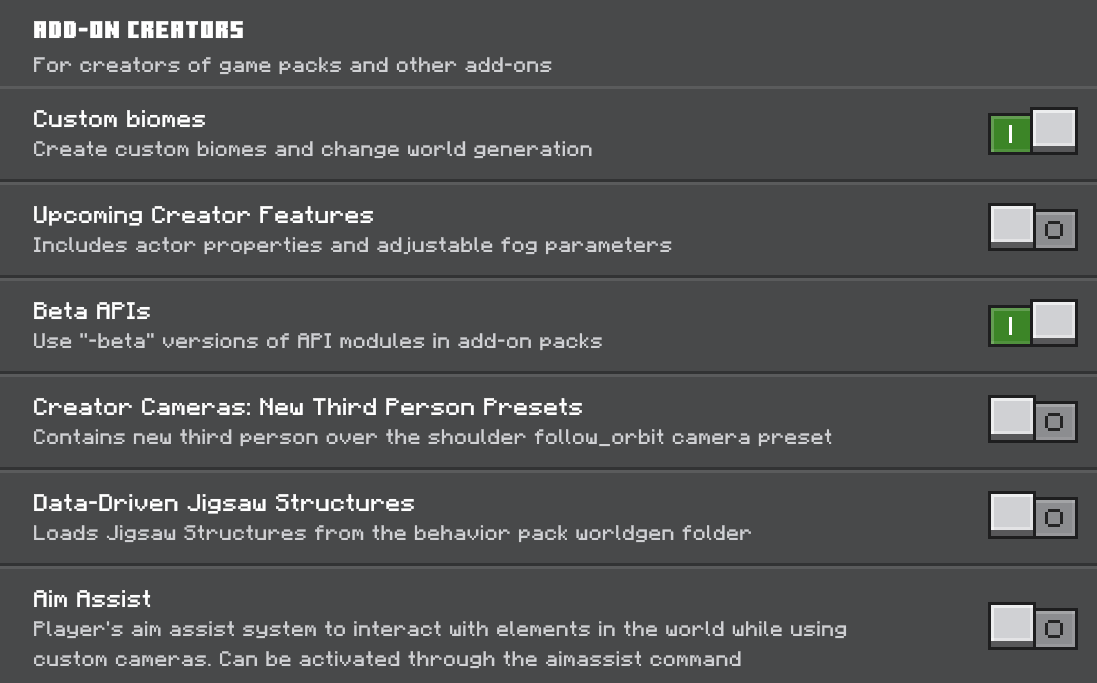 ADD-ON CREATORS
For creators of game packs and other add-ons
Custom biomes
Create custom biomes and change world generation
Upcoming Creator Features
Includes actor properties and adjustable fog parameters
Beta APIs
Use "-beta" versions of API modules in add-on packs
Creator Cameras: New Third Person Presets
Contains new third person over the shoulder follow_orbit camera preset
Data-Driven Jigsaw Structures
Loads Jigsaw Structures from the behavior pack worldgen folder
Aim Assist
Player's aim assist system to interact with elements in the world while using
custom cameras. Can be activated through the aimassist command